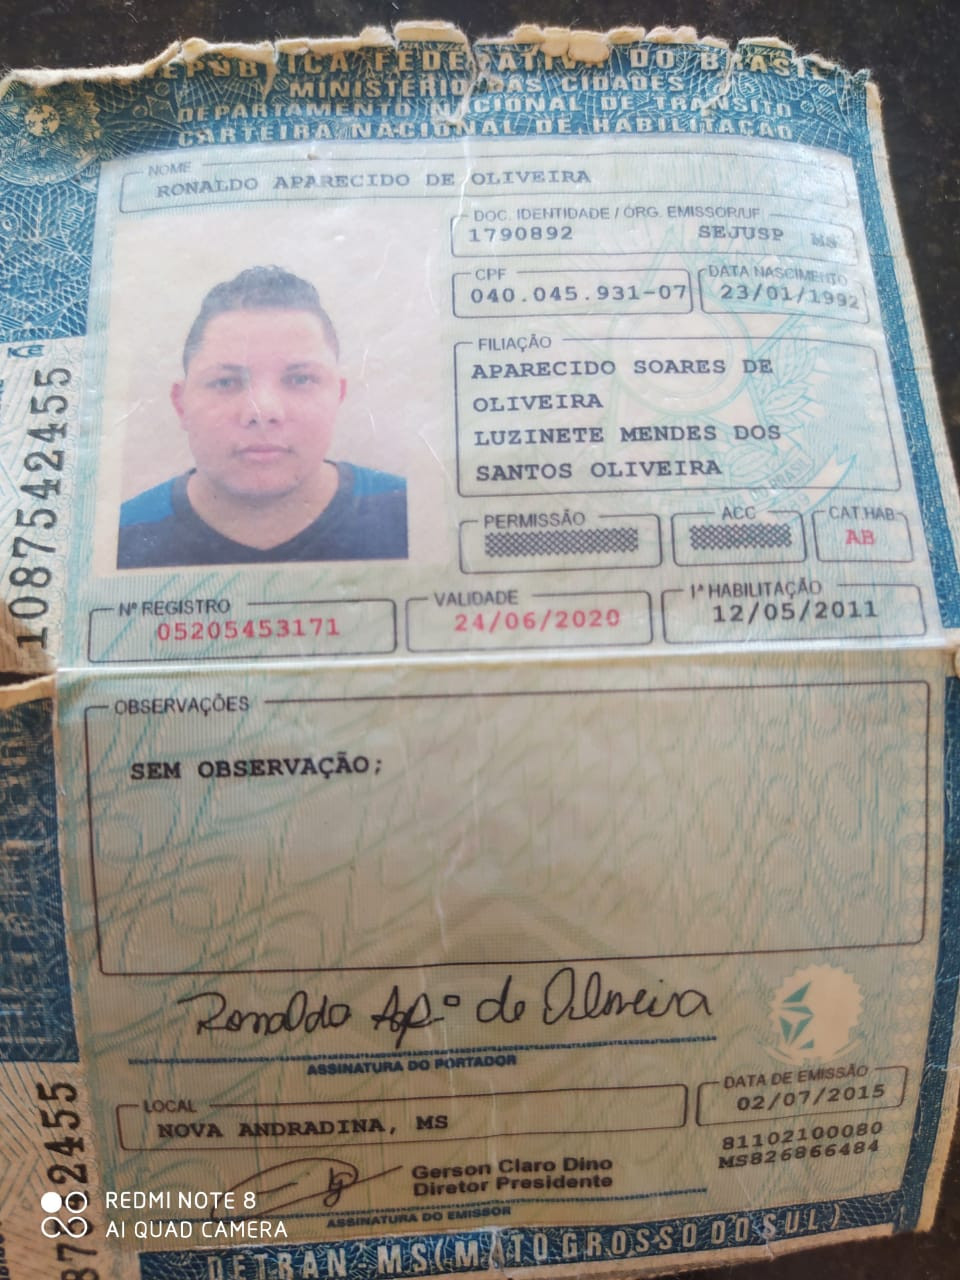 REPÚBLICA FEDERATIVA DO BRASIL
MINISTÉRIO DAS CIDADES
DEPARTAMENTO NACIONAL DE TRÂNSITO
CARTEIRA NACIONAL DE HABILITAÇÃO
NOME
RONALDO APARECIDO DE OLIVEIRA
DOC. IDENTIDADE / ÓRG. EMISSOR/UF
1790892 SEJUSP MS
CPF
040.045.931-07
DATA NASCIMENTO
23/01/1992
FILIAÇÃO
APARECIDO SOARES DE
OLIVEIRA
LUZINETE MENDES DOS
SANTOS OLIVEIRA
PERMISSÃO
ACC
CAT.HAB.
AB
Nº REGISTRO
05205453171
VALIDADE
24/06/2020
1ª HABILITAÇÃO
12/05/2011
1087542455
OBSERVAÇÕES
SEM OBSERVAÇÃO;
Ronaldo Apº de Oliveira
ASSINATURA DO PORTADOR
LOCAL
NOVA ANDRADINA, MS
DATA DE EMISSÃO
02/07/2015
81102100080
MS826866484
Gerson Claro Dino
Diretor Presidente
ASSINATURA DO EMISSOR
DETRAN-MS(MATO GROSSO DO SUL)
2455
REDMI NOTE 8
AI QUAD CAMERA